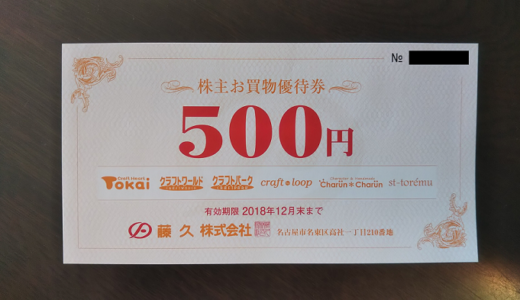 №
株主お買物優待券
500円
Craft Heart Tokai クラフトワールド クラフトパーク craft loop Charun*Charun st-torému
有効期限 2018年12月末まで
藤久 株式会社 名古屋市名東区高社一丁目210番地